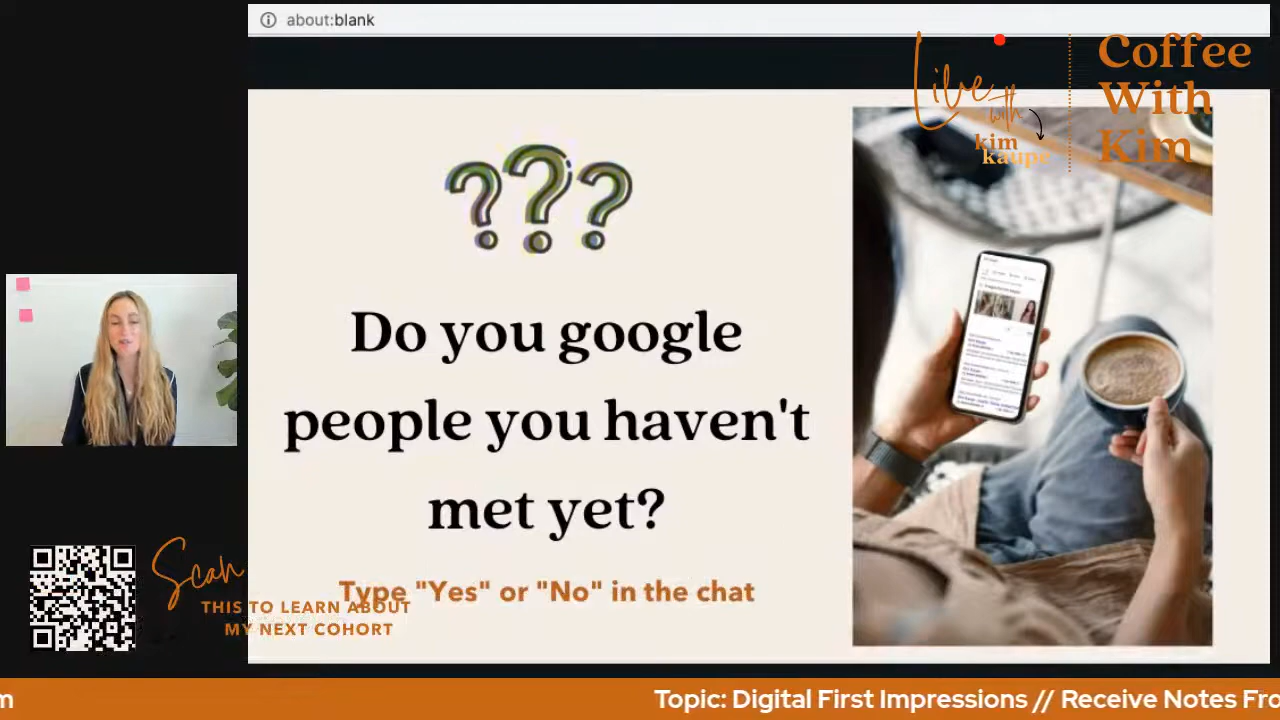 about:blank
Live
with
kim
kaupe
Coffee
With
Kim
???
Do you google
people you haven't
met yet?
Type "Yes" or "No" in the chat
Scan
THIS TO LEARN ABOUT
MY NEXT COHORT
m
Topic: Digital First Impressions // Receive Notes Fro